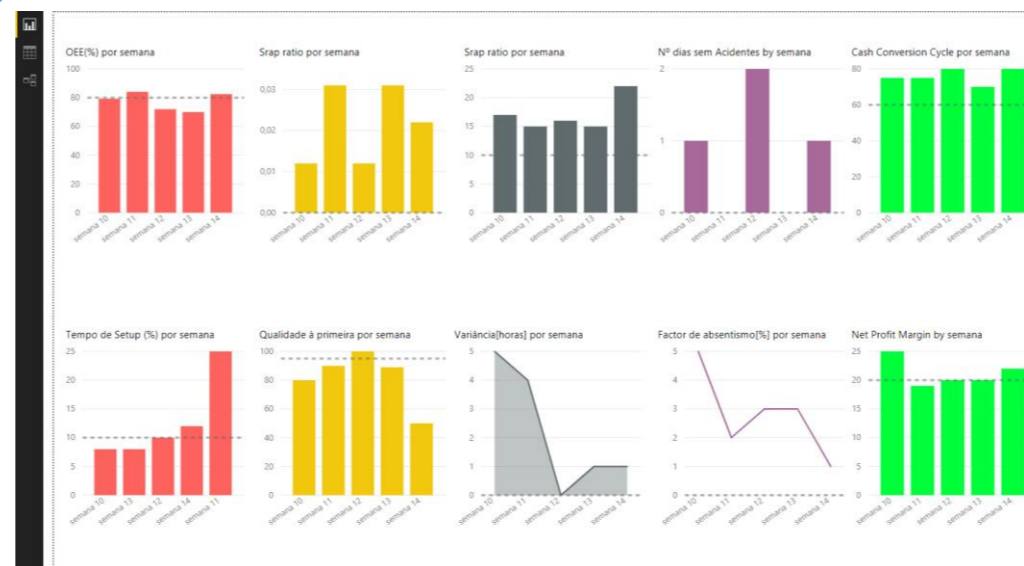 OEE(%) por semana
100
80
60
40
20
0
semana 10
semana 11
semana 12
semana 13
semana 14
Srap ratio por semana
0,03
0,02
0,01
0,00
semana 10
semana 11
semana 12
semana 13
semana 14
Srap ratio por semana
25
20
15
10
5
0
semana 10
semana 11
semana 12
semana 13
semana 14
Nº dias sem Acidentes by semana
2
1
0
semana 10
semana 11
semana 12
semana 13
semana 14
Cash Conversion Cycle por semana
80
60
40
20
0
semana 10
semana 11
semana 12
semana 13
semana 14
Tempo de Setup (%) por semana
25
20
15
10
5
0
semana 10
semana 13
semana 12
semana 14
semana 11
Qualidade à primeira por semana
100
80
60
40
20
0
semana 10
semana 11
semana 12
semana 13
semana 14
Variância[horas] por semana
5
4
3
2
1
0
semana 10
semana 11
semana 12
semana 13
semana 14
Factor de absentismo[%] por semana
5
4
3
2
1
0
semana 10
semana 11
semana 12
semana 13
semana 14
Net Profit Margin by semana
25
20
15
10
5
0
semana 10
semana 11
semana 12
semana 13
semana 14